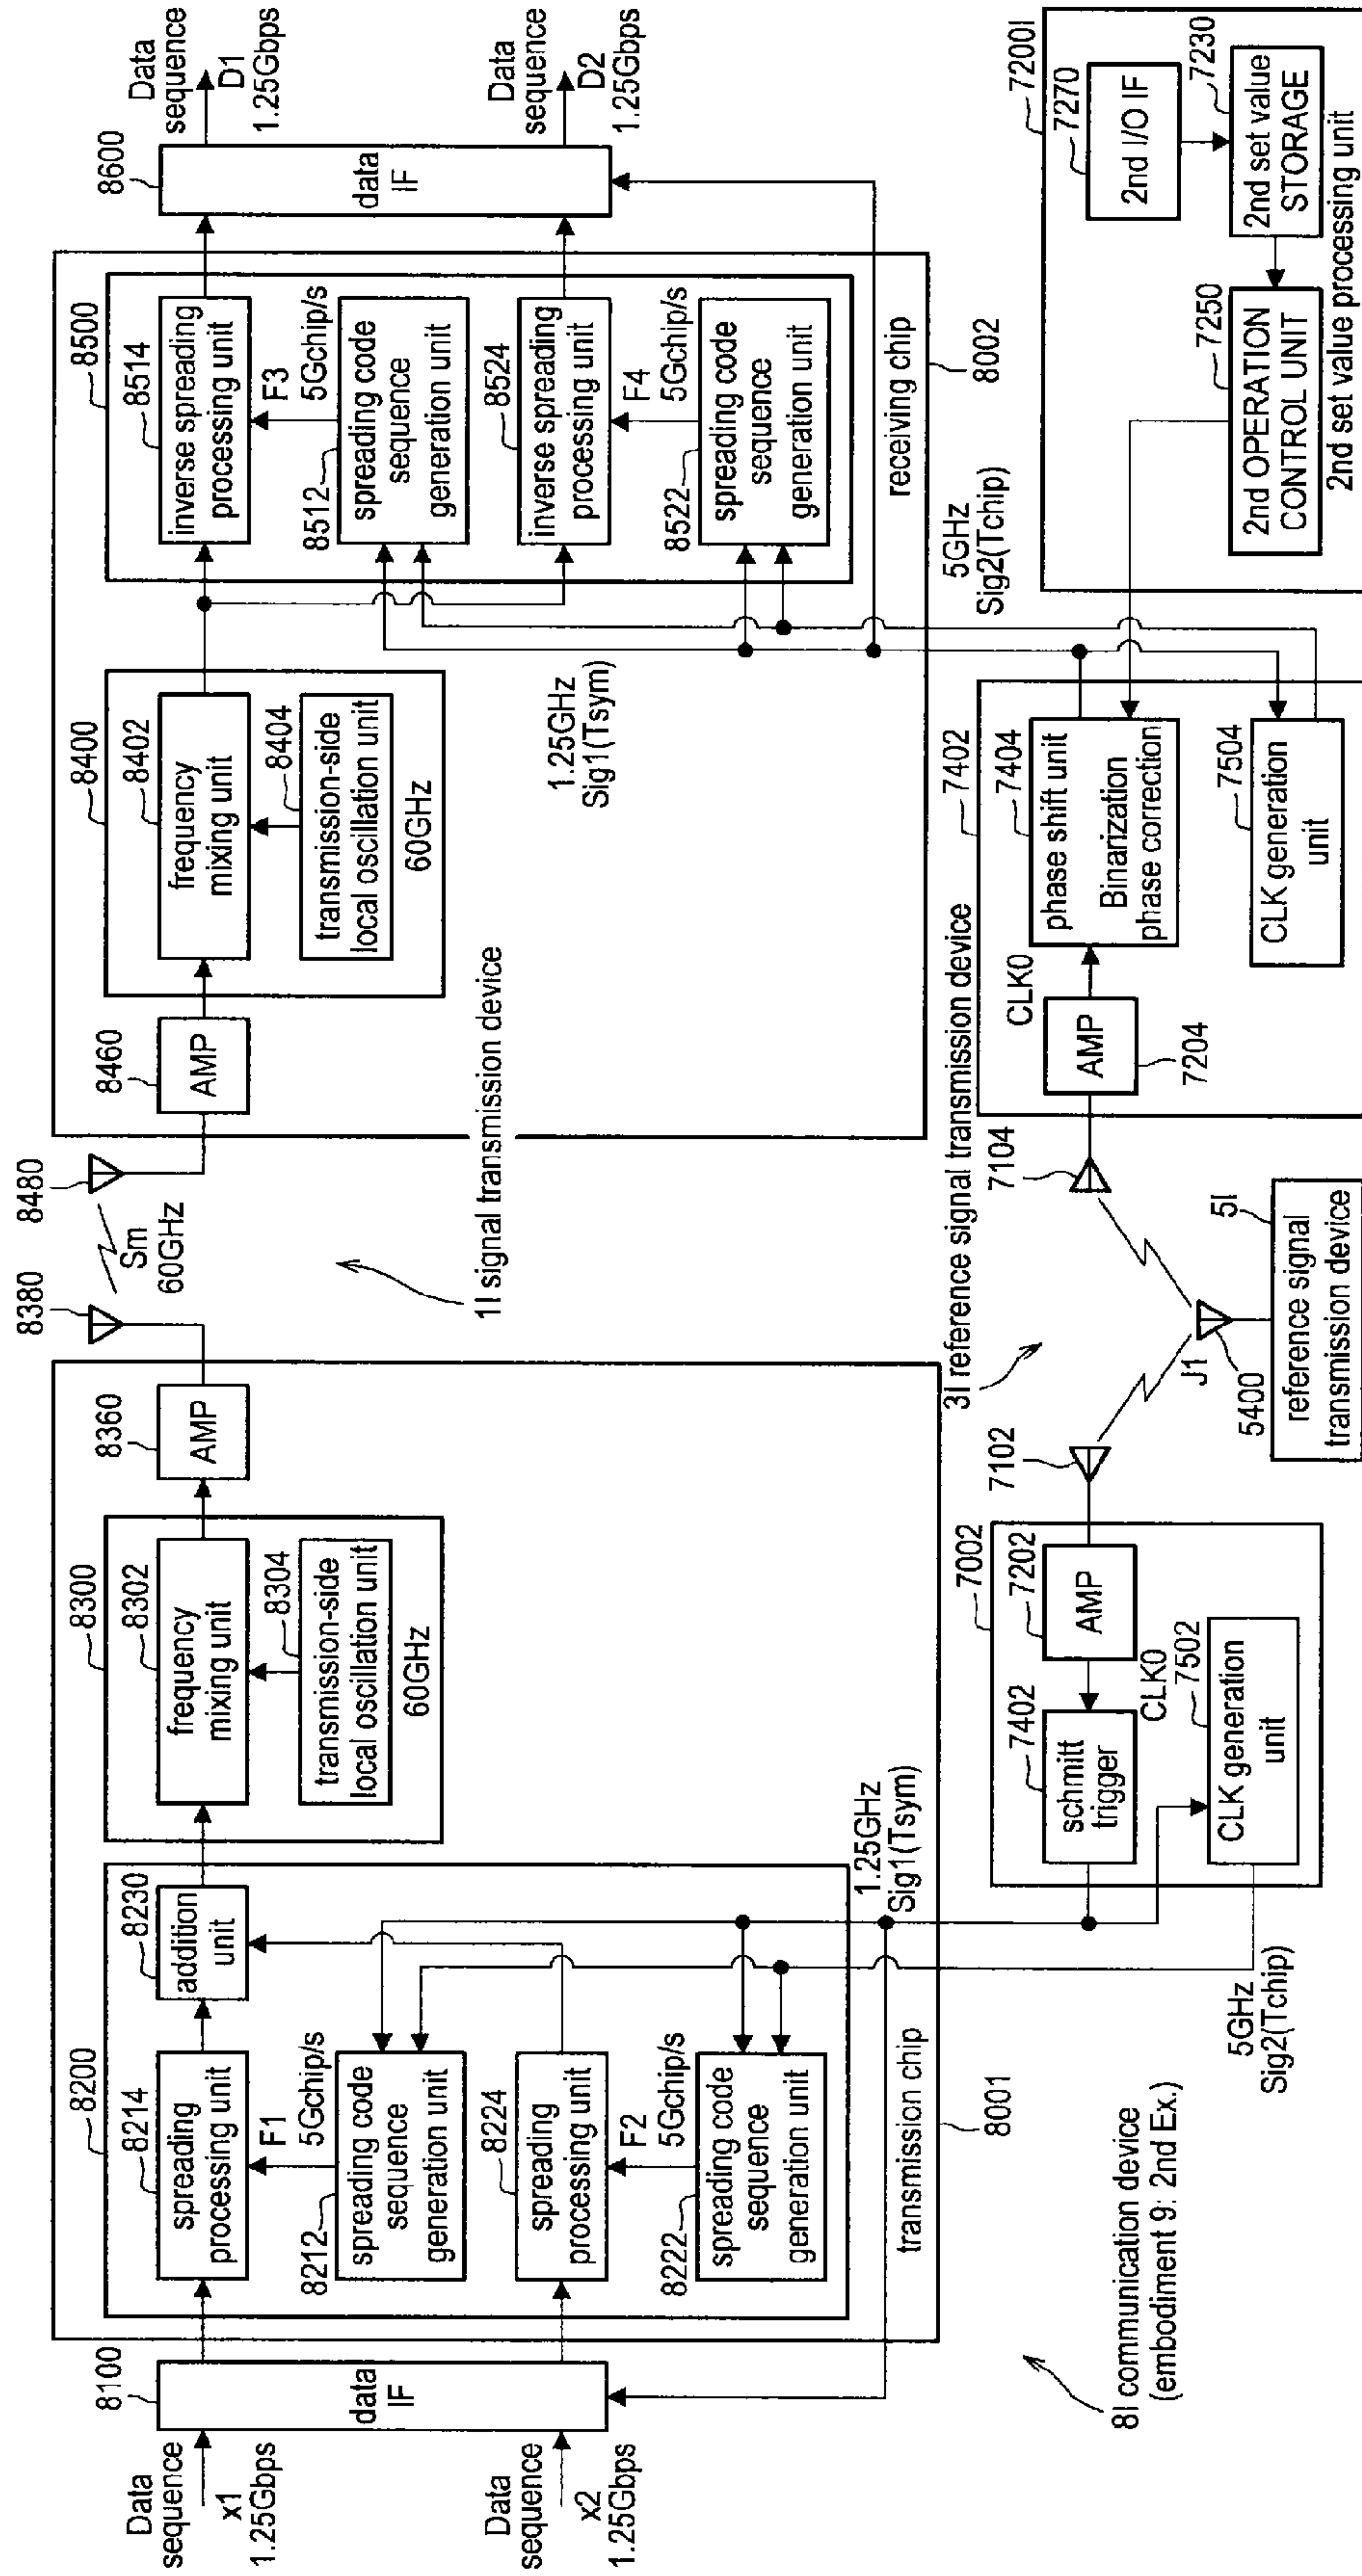 Data
sequence
x1
1.25Gbps
Data
sequence
x2
1.25Gbps
8100
data
IF
8200
8214
spreading
processing unit
F1
5Gchip/s
8212
spreading code
sequence
generation unit
8224
spreading
processing unit
F2
5Gchip/s
8222
spreading code
sequence
generation unit
8230
addition
unit
transmission chip
8001
1.25GHz
Sig1(Tsym)
8300
8302
frequency
mixing unit
8304
transmission-side
local oscillation unit
60GHz
8360
AMP
8380
Sm
60GHz
8480
1I signal transmission device
8460
AMP
8400
8402
frequency
mixing unit
8404
transmission-side
local oscillation unit
60GHz
1.25GHz
Sig1(Tsym)
8500
8514
inverse spreading
processing unit
F3
5Gchip/s
8512
spreading code
sequence
generation unit
8524
inverse spreading
processing unit
F4
5Gchip/s
8522
spreading code
sequence
generation unit
receiving chip
8002
8600
data
IF
Data
sequence
D1
1.25Gbps
Data
sequence
D2
1.25Gbps
8I communication device
(embodiment 9: 2nd Ex.)
5GHz
Sig2(Tchip)
7002
7402
schmitt
trigger
7202
AMP
CLK0
7502
CLK generation
unit
7102
3I reference signal transmission device
J1
5400
5I
reference signal
transmission device
7104
7402
CLK0
AMP
7204
7404
phase shift unit
Binarization
phase correction
7504
CLK generation
unit
5GHz
Sig2(Tchip)
7200I
7270
2nd I/O IF
7230
2nd set value
STORAGE
7250
2nd OPERATION
CONTROL UNIT
2nd set value processing unit